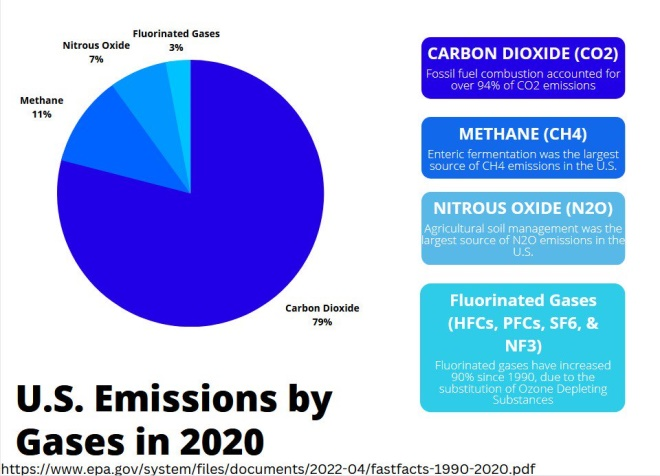 Fluorinated Gases
3%
Nitrous Oxide
7%
Methane
11%
Carbon Dioxide
79%
CARBON DIOXIDE (CO2)
Fossil fuel combustion accounted for
over 94% of CO2 emissions
METHANE (CH4)
Enteric fermentation was the largest
source of CH4 emissions in the U.S.
NITROUS OXIDE (N2O)
Agricultural soil management was the
largest source of N2O emissions in the
U.S.
Fluorinated Gases
(HFCs, PFCs, SF6, &
NF3)
Fluorinated gases have increased
90% since 1990, due to the
substitution of Ozone Depleting
Substances
U.S. Emissions by
Gases in 2020
https://www.epa.gov/system/files/documents/2022-04/fastfacts-1990-2020.pdf